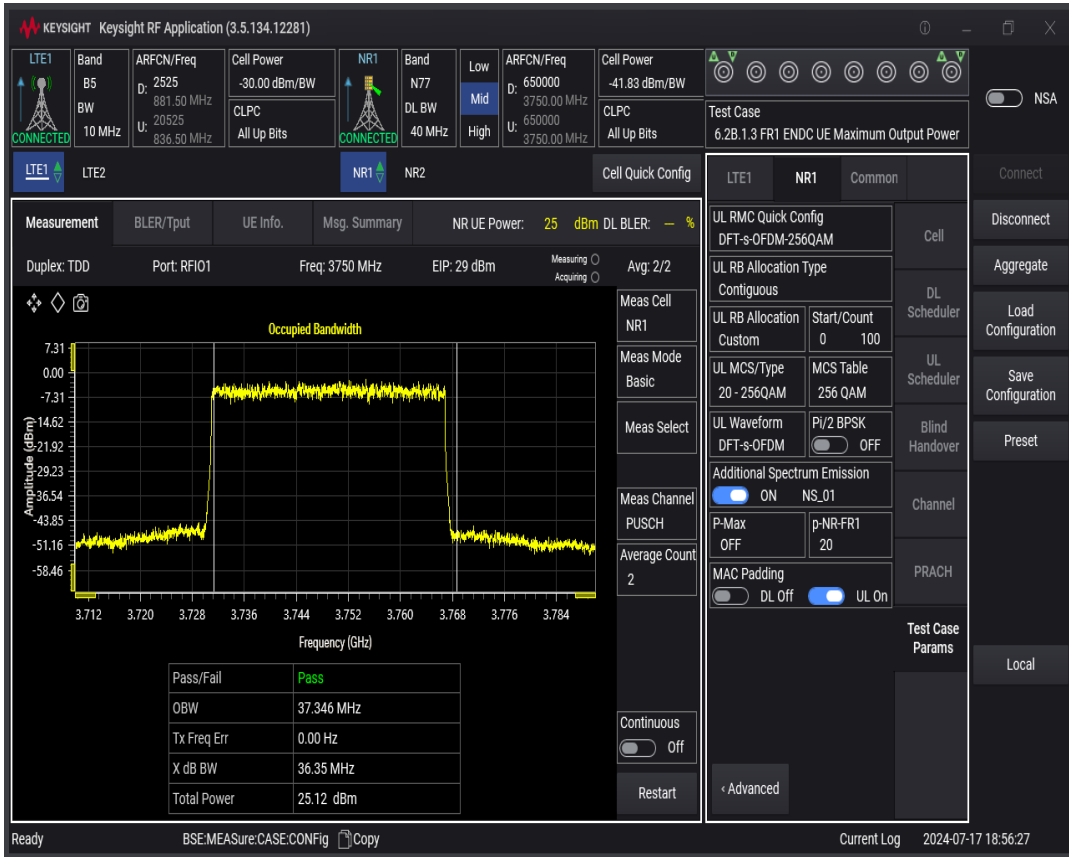 KEYSIGHT Keysight RF Application (3.5.134.12281)
LTE1 Band ARFCN/Freq Cell Power NR1 Band Low ARFCN/Freq Cell Power
B5 D: 2525 -30.00 dBm/BW N77 D: 650000 -41.83 dBm/BW
881.50 MHz 3750.00 MHz
BW U: 20525 CLPC DL BW Mid U: 650000 CLPC
CONNECTED 10 MHz 836.50 MHz All Up Bits CONNECTED 40 MHz High 3750.00 MHz All Up Bits
A B A B
Test Case
6.2B.1.3 FR1 ENDC UE Maximum Output Power
NSA
LTE1 LTE2 NR1 NR2 Cell Quick Config
LTE1 NR1 Common
Connect
Measurement BLER/Tput UE Info. Msg. Summary NR UE Power: 25 dBm DL BLER: -- %
Duplex: TDD Port: RFIO1 Freq: 3750 MHz EIP: 29 dBm Measuring Acquiring Avg: 2/2
Occupied Bandwidth
Amplitude (dBm)
7.31
0.00
-7.31
-14.62
-21.92
-29.23
-36.54
-43.85
-51.16
-58.46
3.712 3.720 3.728 3.736 3.744 3.752 3.760 3.768 3.776 3.784
Frequency (GHz)
Pass/Fail Pass
OBW 37.346 MHz
Tx Freq Err 0.00 Hz
X dB BW 36.35 MHz
Total Power 25.12 dBm
Meas Cell
NR1
Meas Mode
Basic
Meas Select
Meas Channel
PUSCH
Average Count
2
Continuous
Off
Restart
UL RMC Quick Config
DFT-s-OFDM-256QAM
UL RB Allocation Type
Contiguous
UL RB Allocation Start/Count
Custom 0 100
UL MCS/Type MCS Table
20 - 256QAM 256 QAM
UL Waveform Pi/2 BPSK
DFT-s-OFDM OFF
Additional Spectrum Emission
ON NS_01
P-Max p-NR-FR1
OFF 20
MAC Padding
DL Off UL On
‹ Advanced
Cell
DL
Scheduler
UL
Scheduler
Blind
Handover
Channel
PRACH
Test Case
Params
Disconnect
Aggregate
Load
Configuration
Save
Configuration
Preset
Local
Ready BSE:MEASure:CASE:CONFig Copy Current Log 2024-07-17 18:56:27